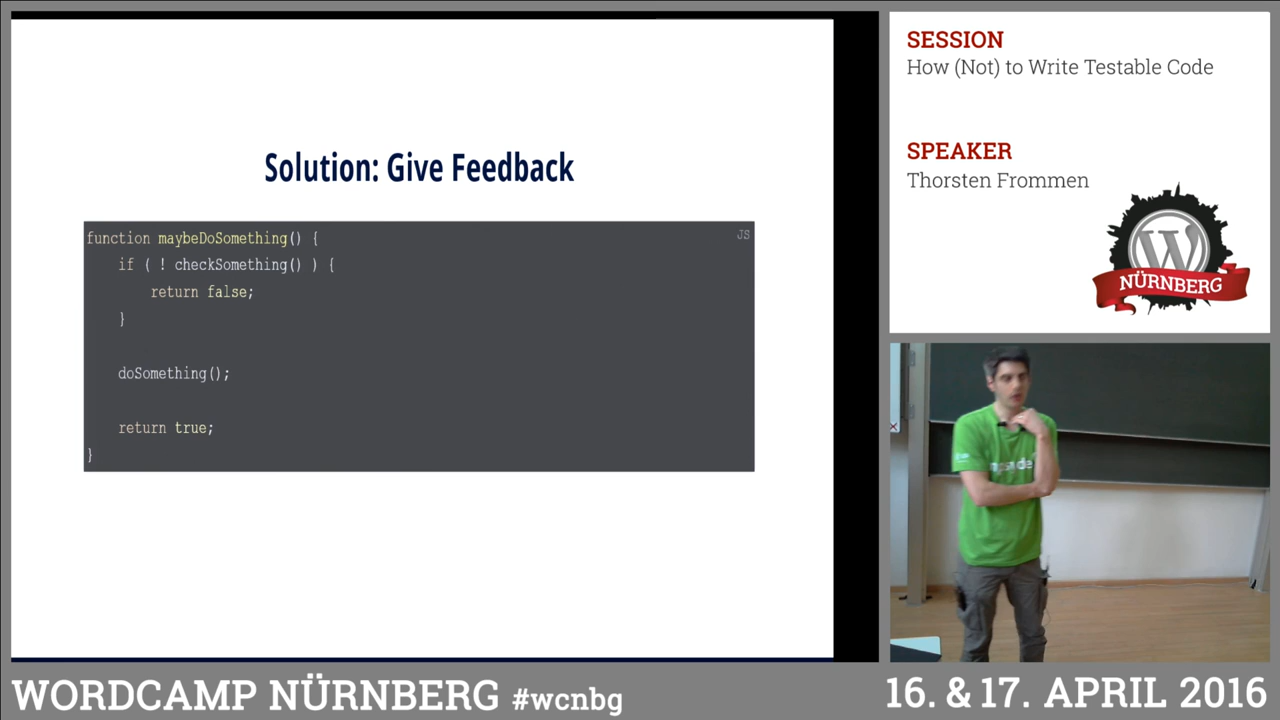 Solution: Give Feedback
JS
function maybeDoSomething() {
if ( ! checkSomething() ) {
return false;
}
doSomething();
return true;
}
SESSION
How (Not) to Write Testable Code
SPEAKER
Thorsten Frommen
NÜRNBERG
WORDCAMP NÜRNBERG #wcnbg
16. & 17. APRIL 2016